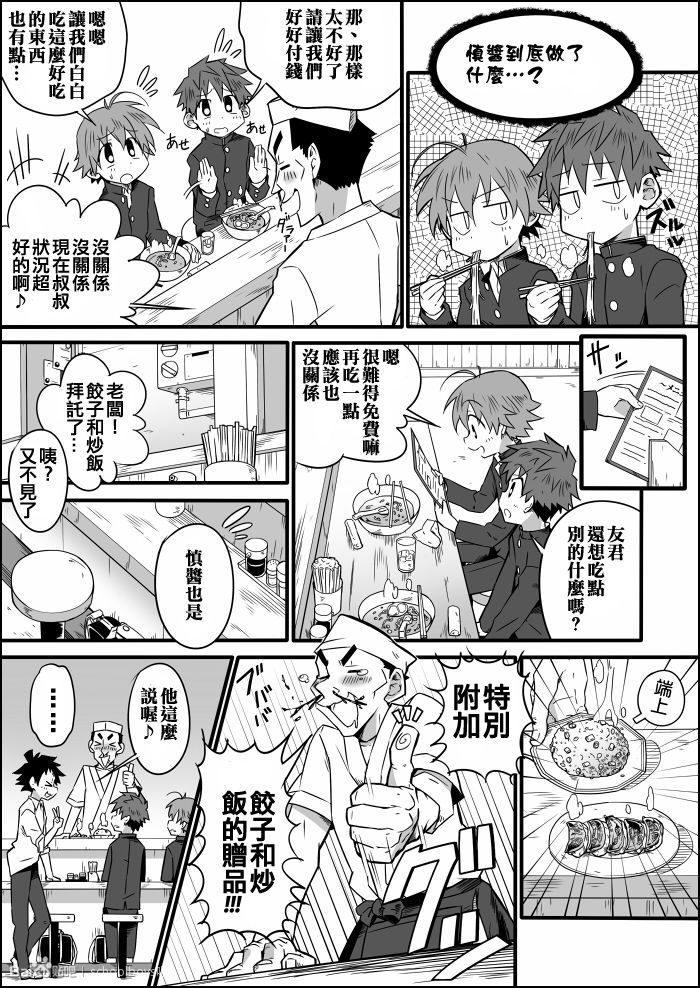 慎醬到底做了
什麼…?
ズルル
那、那樣
太不好了
請讓我們
好好付錢
嗯嗯
讓我們白白
吃這麼好吃
的東西
也有點…
あせ
あせ
沒關係
沒關係
現在叔叔
狀況超
好的啊♪
サッ
友君
還想吃點
別的什麼嗎?
嗯
很難得免費嘛
再吃一點
應該也
沒關係
老闆!
餃子和炒飯
拜託了…
慎醬也是
咦?
又不見了
端上
特別
附加
餃子和炒
飯的贈品!!!
他這麼
說喔♪
……